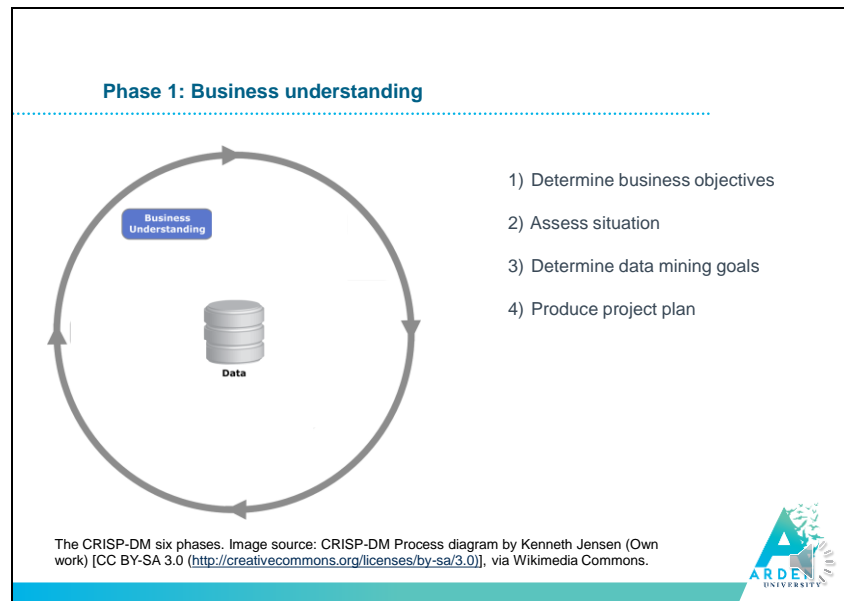 Phase 1: Business understanding
Business
Understanding
Data
1) Determine business objectives
2) Assess situation
3) Determine data mining goals
4) Produce project plan
The CRISP-DM six phases. Image source: CRISP-DM Process diagram by Kenneth Jensen (Own
work) [CC BY-SA 3.0 (http://creativecommons.org/licenses/by-sa/3.0)], via Wikimedia Commons.
UNIVERSITY